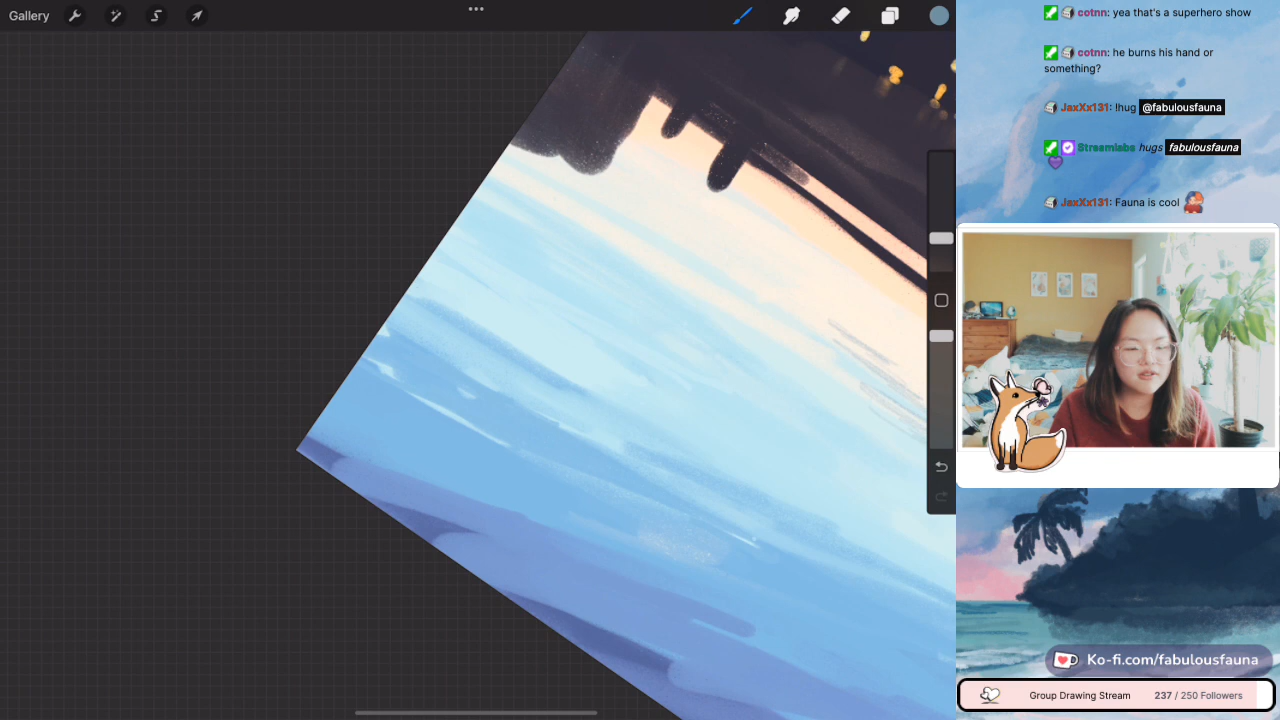 Gallery
cotnn: yea that's a superhero show
cotnn: he burns his hand or
something?
JaxXx131: !hug @fabulousfauna
Streamlabs hugs fabulousfauna
JaxXx131: Fauna is cool
Ko-fi.com/fabulousfauna
Group Drawing Stream 237 / 250 Followers